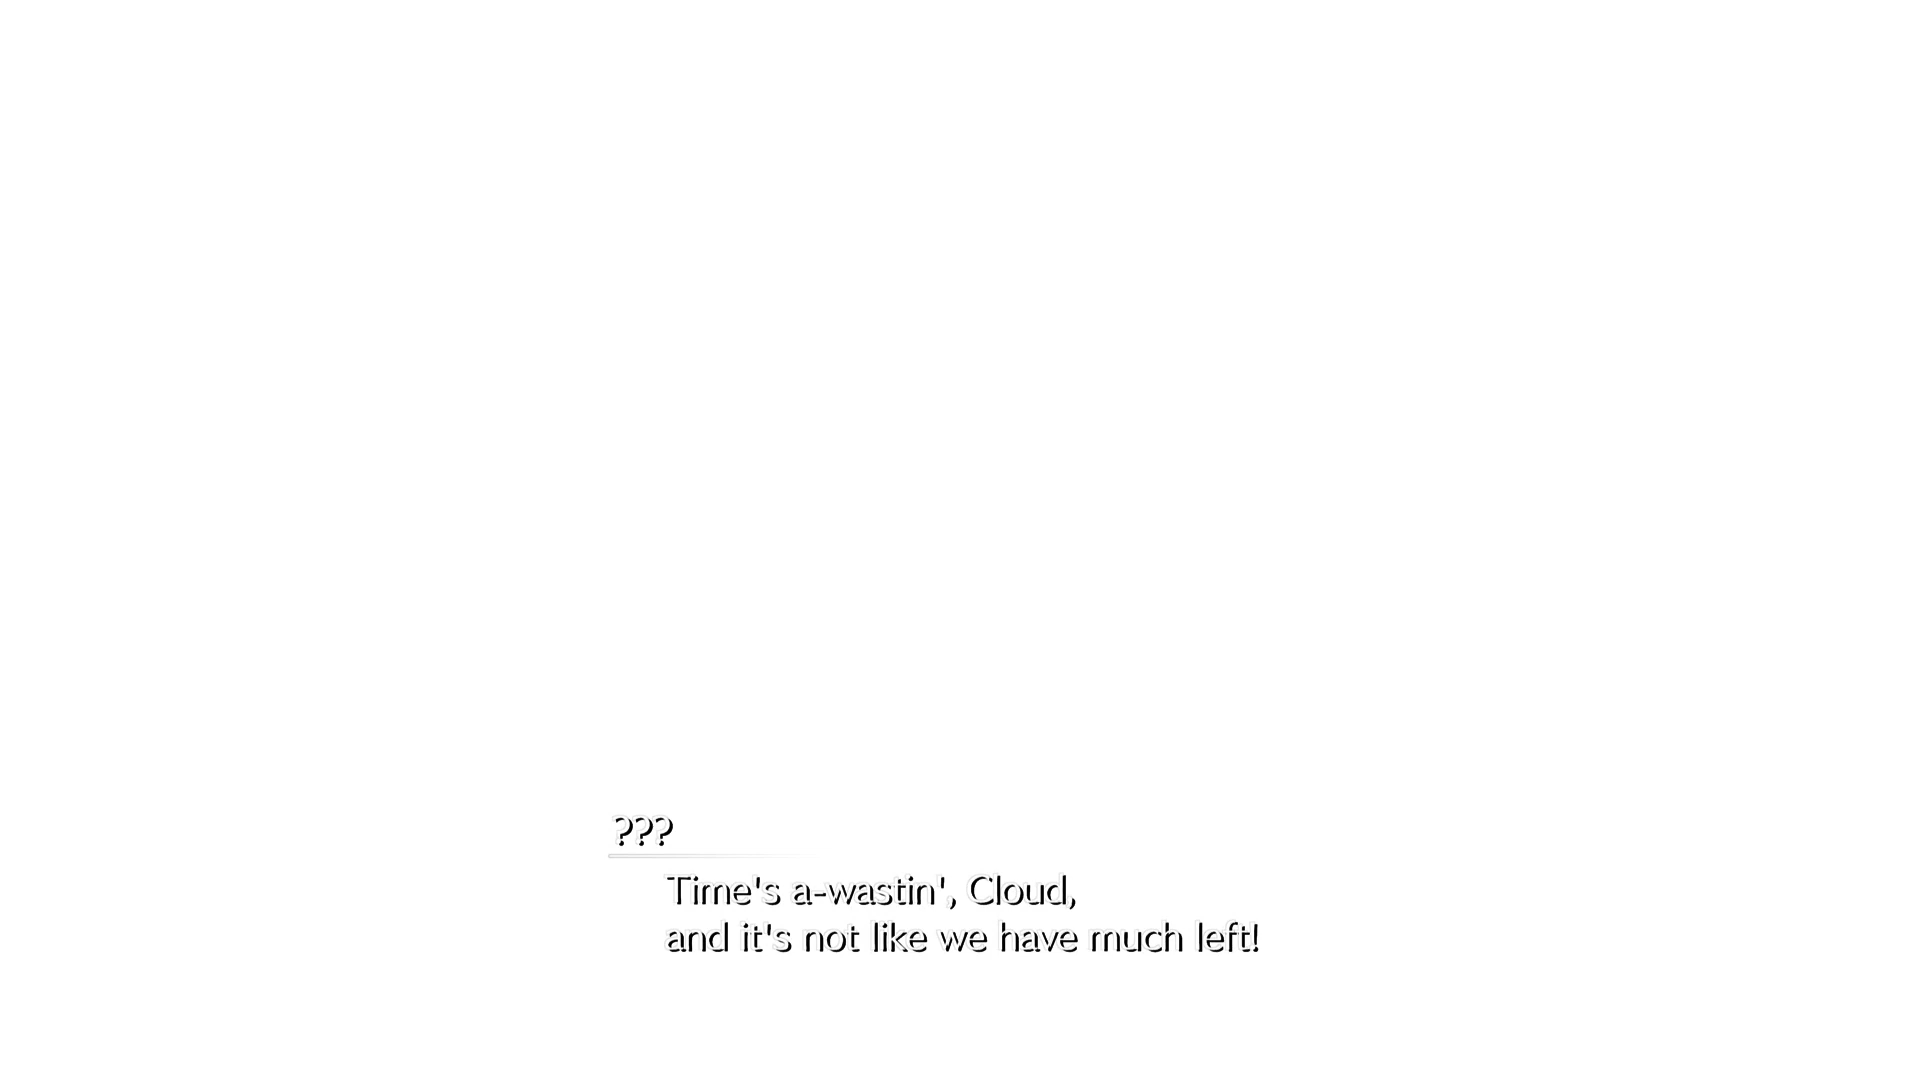 ???
Time's a-wastin', Cloud,
and it's not like we have much left!